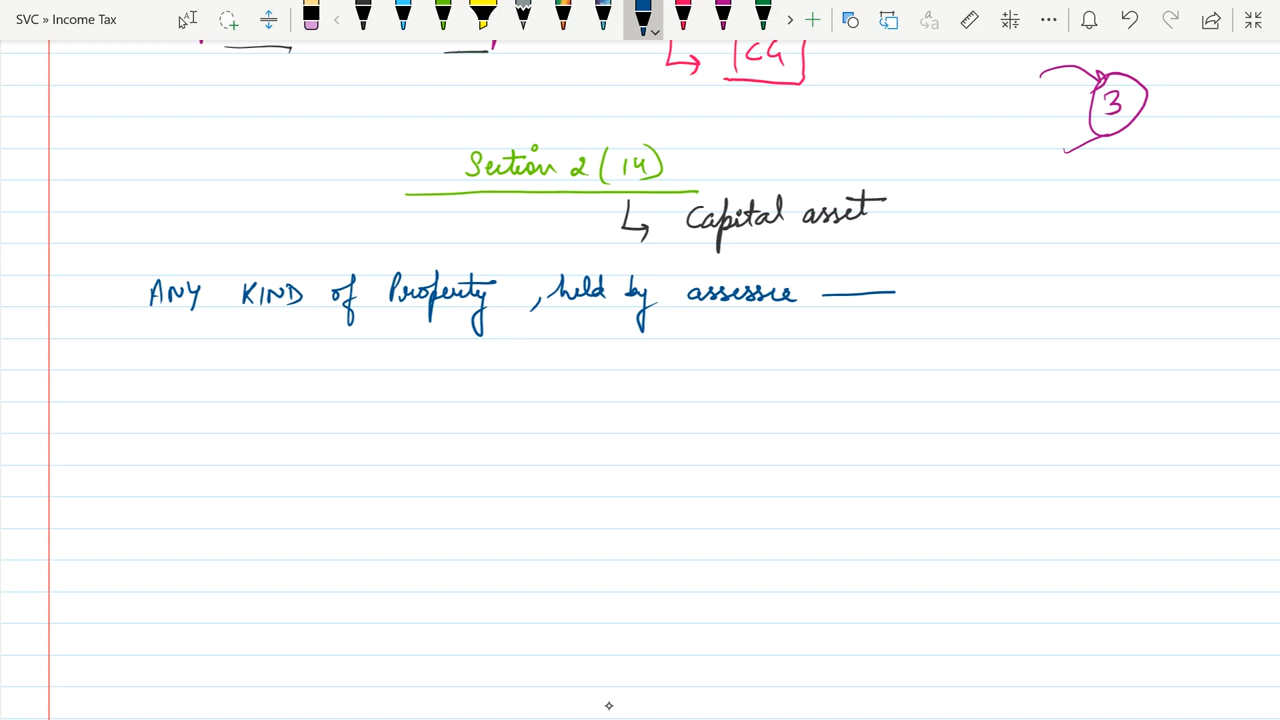 SVC » Income Tax
CG
3
Section 2 (14)
↳ Capital asset
ANY KIND of Property, held by assessee ——